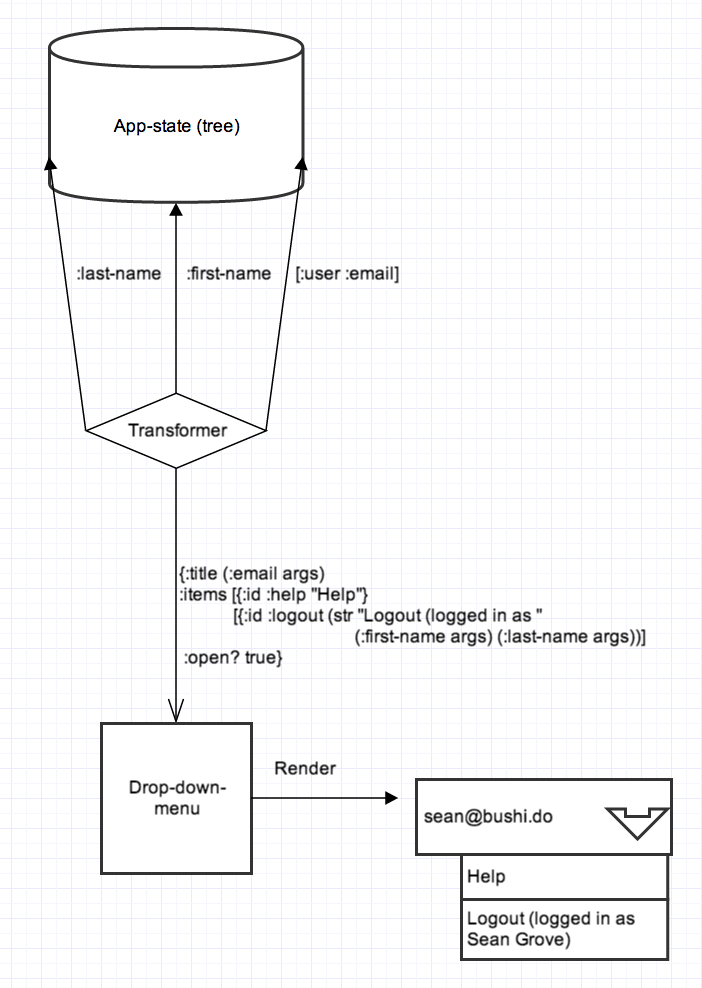 App-state (tree)
:last-name
:first-name
[:user :email]
Transformer
{:title (:email args)
:items [{:id :help "Help"}
[{:id :logout (str "Logout (logged in as "
(:first-name args) (:last-name args))]
:open? true}
Drop-down-
menu
Render
sean@bushi.do
Help
Logout (logged in as
Sean Grove)